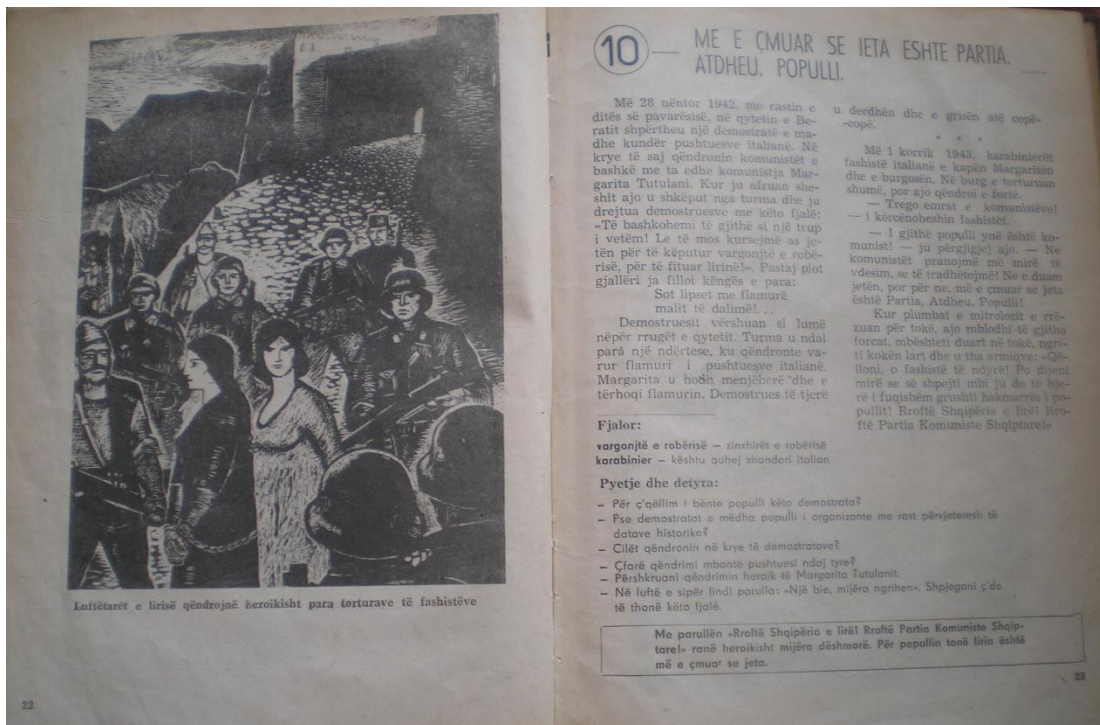 Luftëtarët e lirisë qëndrojnë heroikisht para torturave të fashistëve
22
10 — ME E ÇMUAR SE JETA ESHTE PARTIA,
ATDHEU, POPULLI.
Më 28 nëntor 1942, me rastin e
ditës së pavarësisë, në qytetin e Be-
ratit shpërtheu një demostratë e ma-
dhe kundër pushtuesve italianë. Në
krye të saj qëndronin komunistët e
bashkë me ta edhe komunistja Mar-
garita Tutulani. Kur ju afruan she-
shit ajo u shkëput nga turma dhe ju
drejtua demostruesve me këto fjalë:
«Të bashkohemi të gjithë si një trup
i vetëm! Le të mos kursejmë as je-
tën për të këputur vargonjtë e robë-
risë, për të fituar lirinë!». Pastaj plot
gjallëri ja filloi këngës e para:
Sot lipset me flamurë
malit të dalimë!...
Demostruesit vërshuan si lumë
nëpër rrugët e qytetit. Turma u ndal
pará një ndërtese, ku qëndronte va-
rur flamuri i pushtuesve italianë.
Margarita u hodh menjëherë dhe e
tërhoqi flamurin. Demostrues të tjerë
u derdhën dhe e grisën atë copë-
-copë.
* * *
Më 1 korrik 1943, karabinierët
fashistë italianë e kapën Margaritën
dhe e burgosën. Në burg e torturuan
shumë, por ajo qëndroi e fortë.
— Trego emrat e komunistëve!
— i kërcënoheshin fashistët.
— I gjithë populli ynë është ko-
munist! — ju përgjigjej ajo. — Ne
komunistët pranojmë më mirë të
vdesim, se të tradhëtojmë! Ne e duam
jetën, por për ne, më e çmuar se jeta
është Partia, Atdheu, Populli!
Kur plumbat e mitrolozit e rrë-
zuan për tokë, ajo mblodhi të gjitha
forcat, mbështeti duart në tokë, ngri-
ti kokën lart dhe u tha armiqve: «Që-
lloni, o fashistë të ndyrë! Po dijeni
mirë se së shpejti mbi ju do të bje-
rë i fuqishëm grushti hakmarrës i po-
pullit! Rroftë Shqipëria e lirë! Rro-
ftë Partia Komuniste Shqiptare!»
Fjalor:
vargonjtë e robërisë — zinxhirët e robërisë
karabinier — kështu quhej xhandari italian
Pyetje dhe detyra:
— Për ç'qëllim i bënte populli këto demostrata?
— Pse demostratat e mëdha populli i organizonte me rast përvjetoresh të
datave historike?
— Cilët qëndronin në krye të demostratave?
— Çfarë qëndrimi mbante pushtuesi ndaj tyre?
— Përshkruani qëndrimin heroik të Margarita Tutulanit.
— Në luftë e sipër lindi parulla: «Një bie, mijëra ngrihen». Shpjegoni ç'do
të thonë këto fjalë.
Me parullën «Rroftë Shqipëria e lirë! Rroftë Partia Komuniste Shqip-
tare!» ranë heroikisht mijëra dëshmorë. Për popullin tonë liria është
më e çmuar se jeta.
23